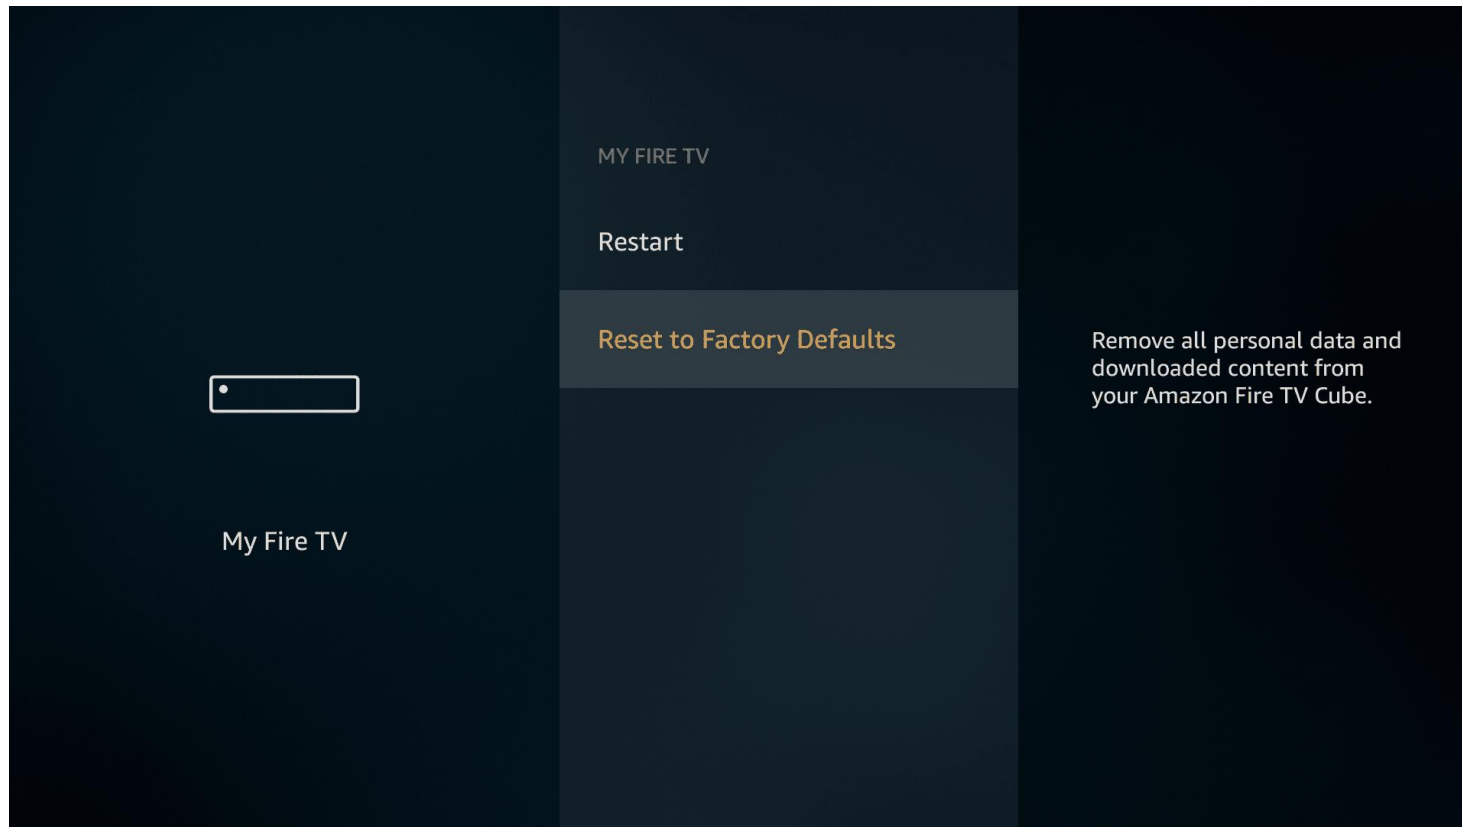 MY FIRE TV
Restart
Reset to Factory Defaults
Remove all personal data and
downloaded content from
your Amazon Fire TV Cube.
My Fire TV